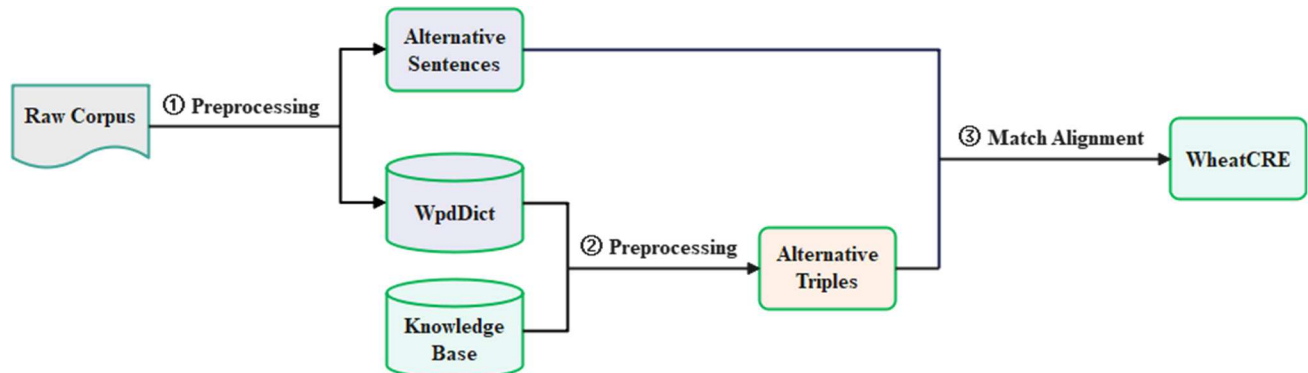 Raw Corpus
① Preprocessing
Alternative
Sentences
WpdDict
Knowledge
Base
② Preprocessing
Alternative
Triples
③ Match Alignment
WheatCRE